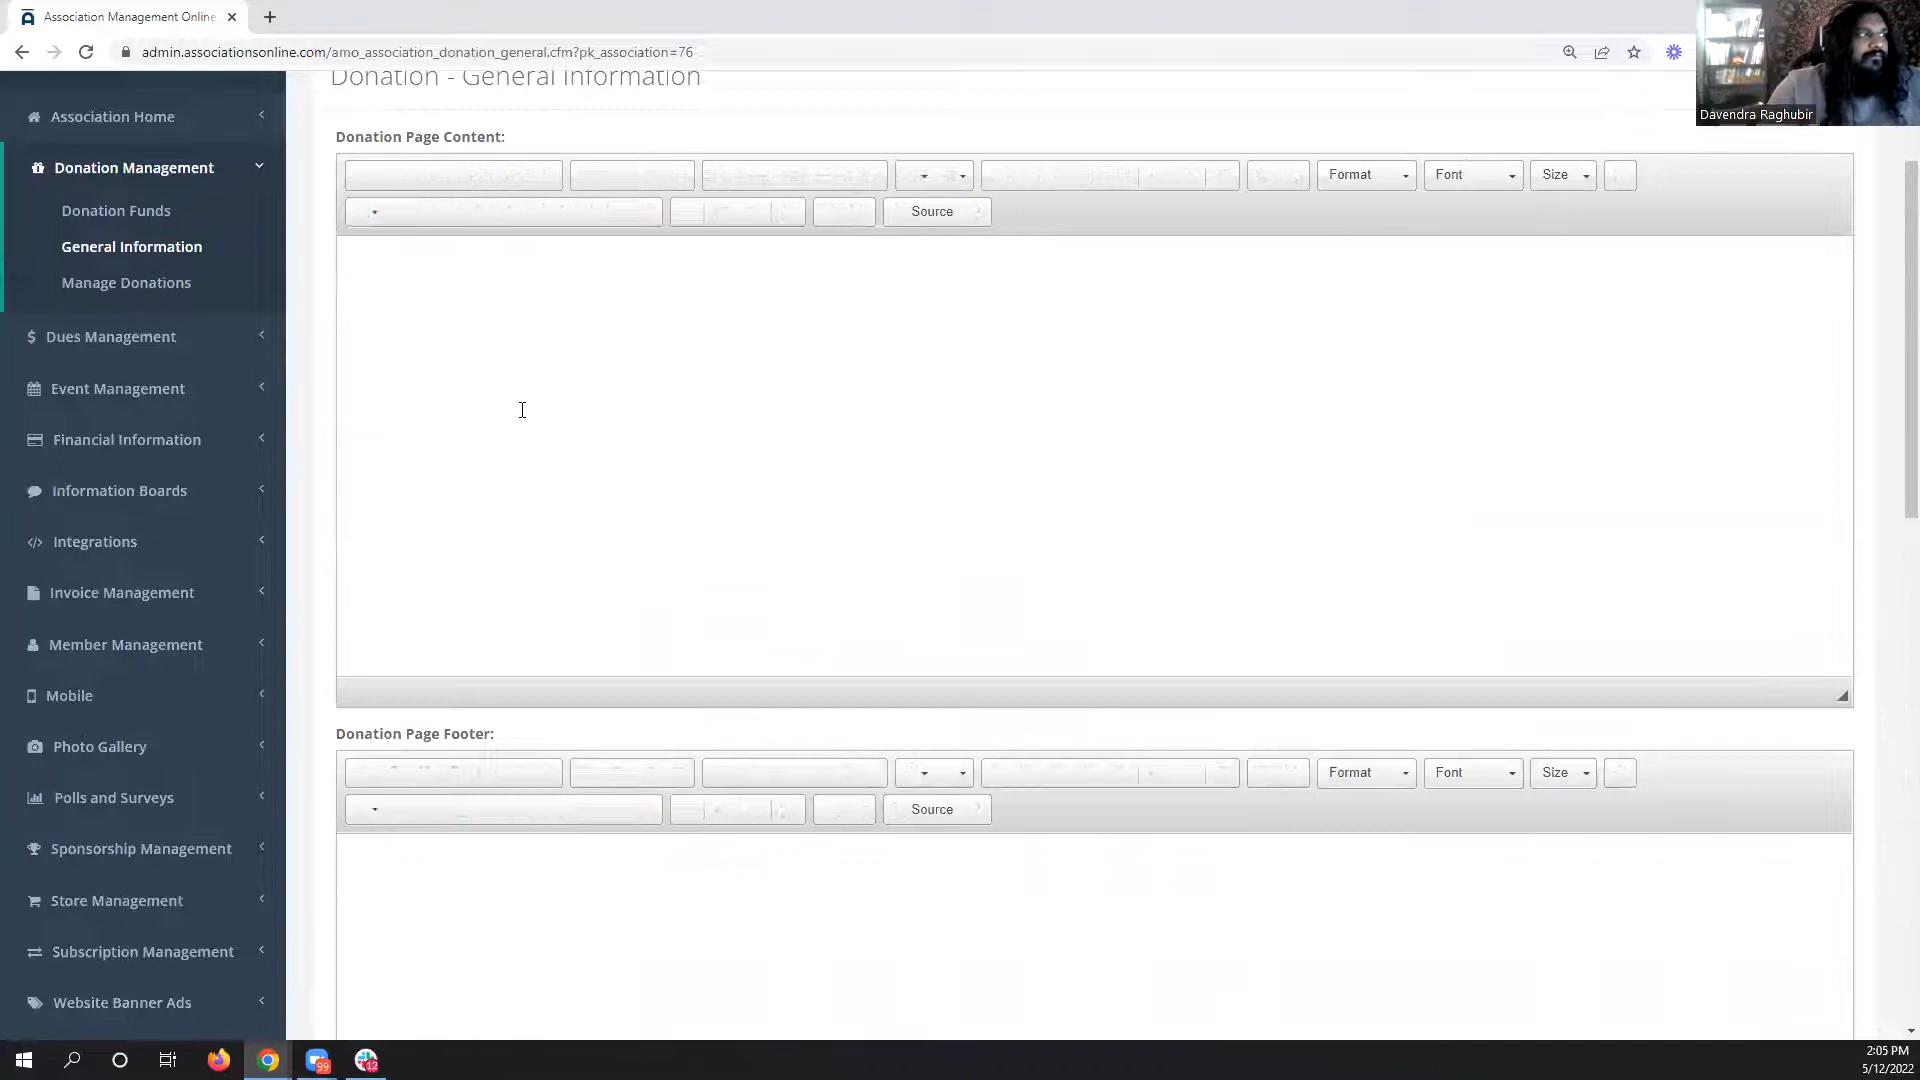 Association Management Online
admin.associationsonline.com/amo_association_donation_general.cfm?pk_association=76
Davendra Raghubir
Association Home
Donation Management
Donation Funds
General Information
Manage Donations
Dues Management
Event Management
Financial Information
Information Boards
Integrations
Invoice Management
Member Management
Mobile
Photo Gallery
Polls and Surveys
Sponsorship Management
Store Management
Subscription Management
Website Banner Ads
Donation - General Information
Donation Page Content:
Format Font Size
Source
Donation Page Footer:
Format Font Size
Source
99
12
2:05 PM
5/12/2022